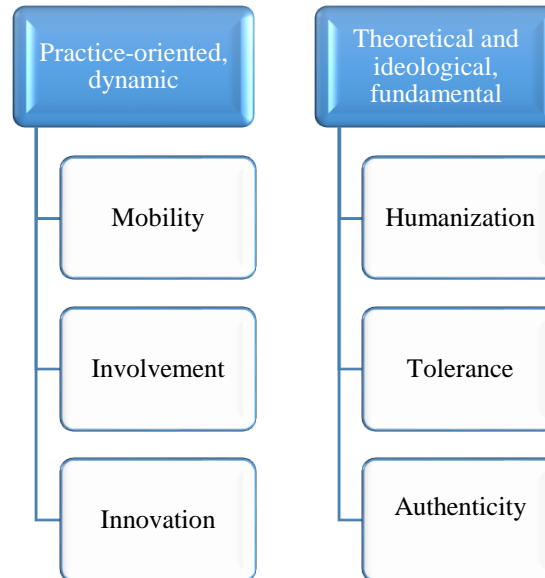 Practice-oriented,
dynamic
Mobility
Involvement
Innovation
Theoretical and
ideological,
fundamental
Humanization
Tolerance
Authenticity